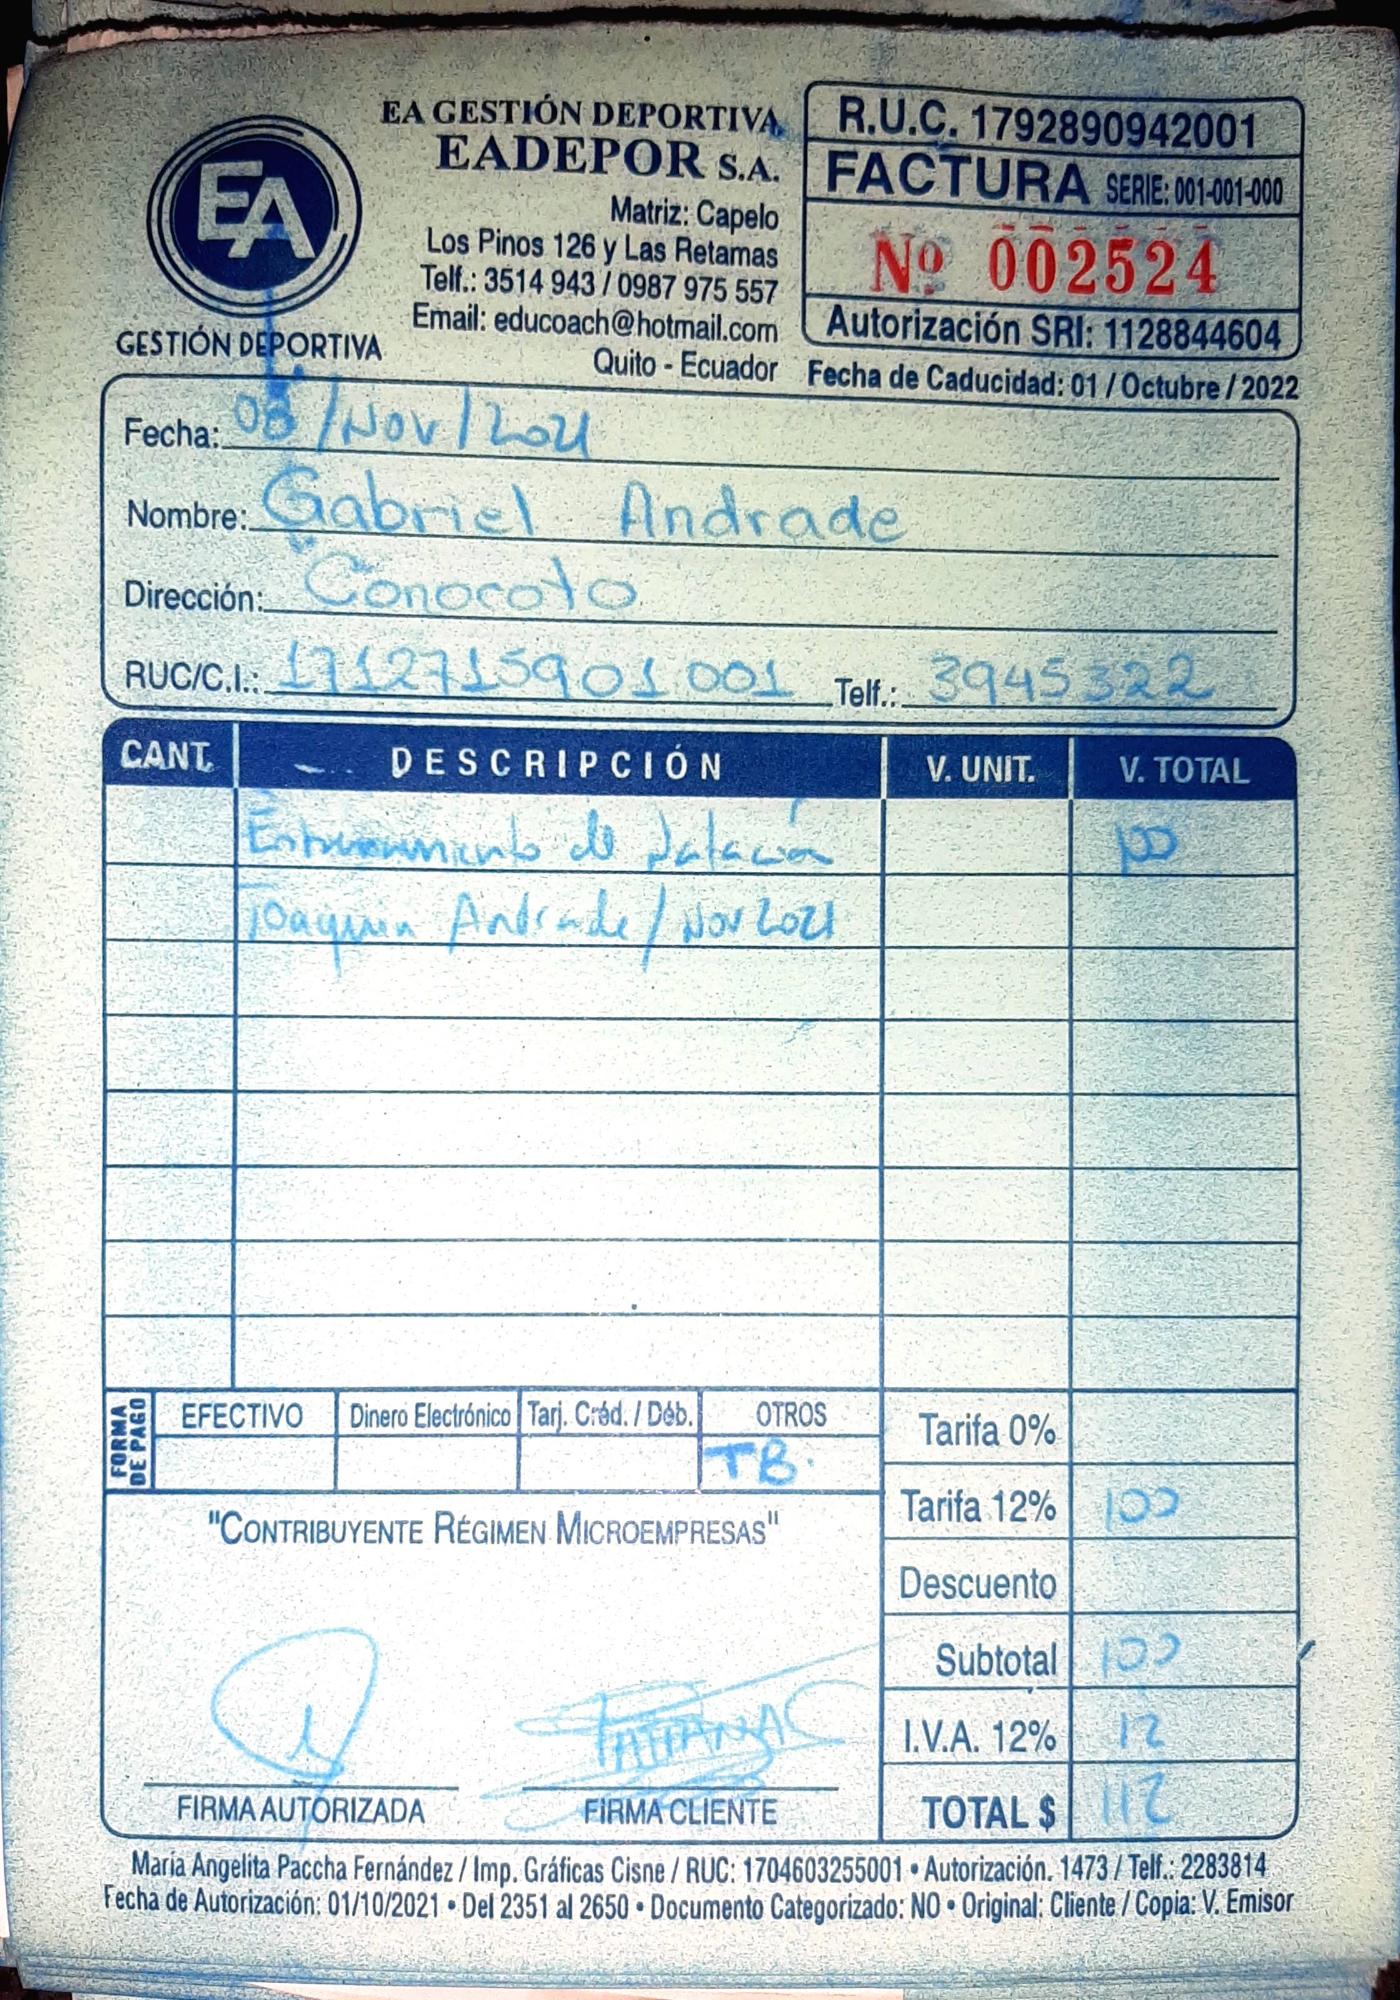 EA GESTIÓN DEPORTIVA
EADEPOR S.A.
Matriz: Capelo
Los Pinos 126 y Las Retamas
Telf.: 3514 943 / 0987 975 557
Email: educoach@hotmail.com
Quito - Ecuador
EA
GESTIÓN DEPORTIVA
R.U.C. 1792890942001
FACTURA SERIE: 001-001-000
Nº 002524
Autorización SRI: 1128844604
Fecha de Caducidad: 01 / Octubre / 2022
Fecha: 08/Nov/2021
Nombre: Gabriel Andrade
Dirección: Conocoto
RUC/C.I.: 1712715901001 Telf.: 3945322
CANT. DESCRIPCIÓN V. UNIT. V. TOTAL
Entrenamiento de Natación 100
Joaquin Andrade / Nov 2021
FORMA DE PAGO
EFECTIVO Dinero Electrónico Tarj. Créd. / Déb. OTROS
TB.
Tarifa 0%
Tarifa 12% 100
Descuento
Subtotal 100
I.V.A. 12% 12
TOTAL $ 112
"CONTRIBUYENTE RÉGIMEN MICROEMPRESAS"
FIRMA AUTORIZADA FIRMA CLIENTE
María Angelita Paccha Fernández / Imp. Gráficas Cisne / RUC: 1704603255001 • Autorización. 1473 / Telf.: 2283814
Fecha de Autorización: 01/10/2021 • Del 2351 al 2650 • Documento Categorizado: NO • Original: Cliente / Copia: V. Emisor